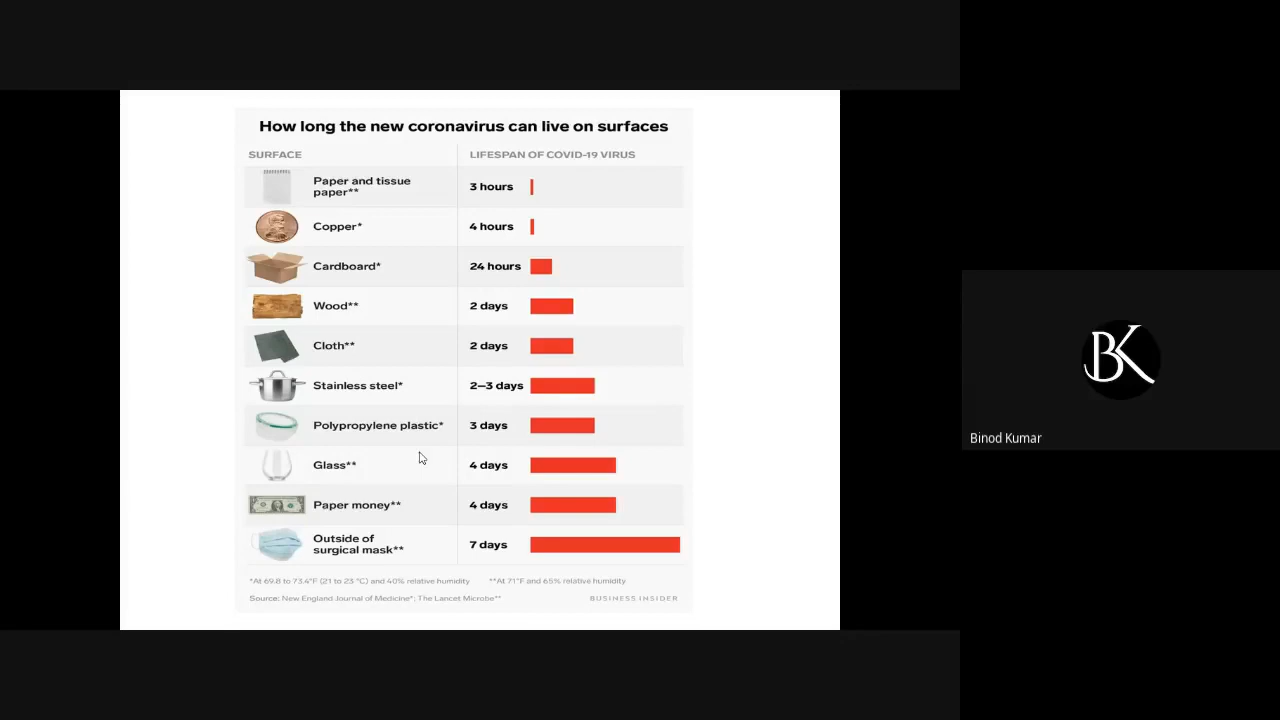 How long the new coronavirus can live on surfaces
SURFACE LIFESPAN OF COVID-19 VIRUS
Paper and tissue
paper** 3 hours
Copper* 4 hours
Cardboard* 24 hours
Wood** 2 days
Cloth** 2 days
Stainless steel* 2–3 days
Polypropylene plastic* 3 days
Glass** 4 days
Paper money** 4 days
Outside of
surgical mask** 7 days
*At 69.8 to 73.4°F (21 to 23 °C) and 40% relative humidity **At 71°F and 65% relative humidity
Source: New England Journal of Medicine*; The Lancet Microbe** BUSINESS INSIDER
BK
Binod Kumar